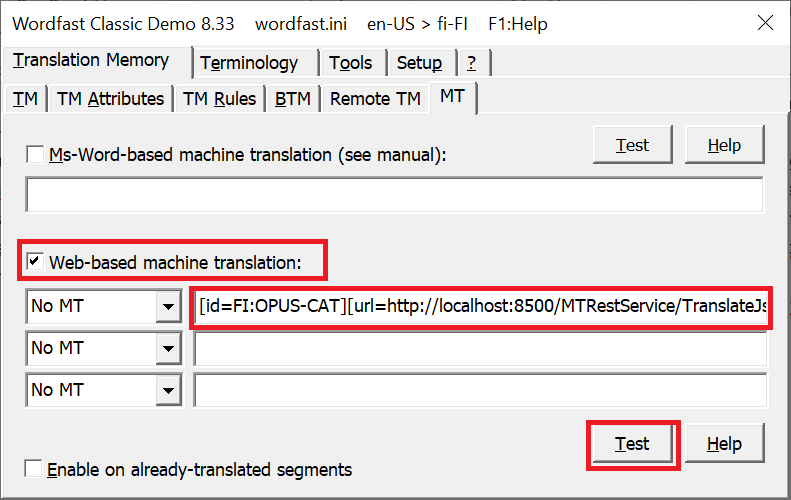 Wordfast Classic Demo 8.33 wordfast.ini en-US > fi-FI F1:Help
Translation Memory Terminology Tools Setup ?
TM TM Attributes TM Rules BTM Remote TM MT
Ms-Word-based machine translation (see manual): Test Help
Web-based machine translation:
No MT [id=FI:OPUS-CAT][url=http://localhost:8500/MTRestService/TranslateJs
No MT
No MT
Test Help
Enable on already-translated segments